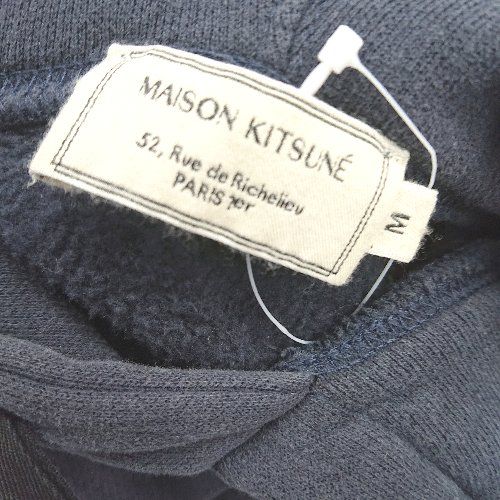 MAISON KITSUNÉ
52, Rue de Richelieu
PARIS 1er
M